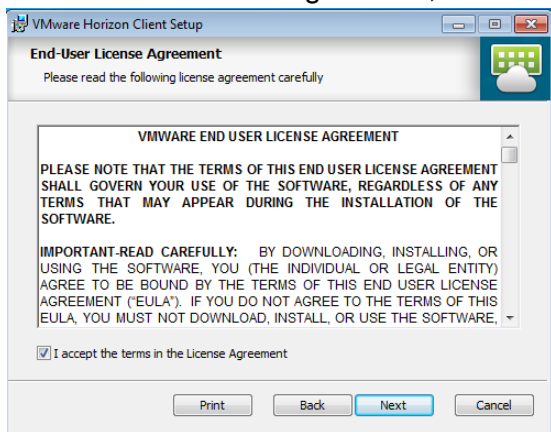 VMware Horizon Client Setup
End-User License Agreement
Please read the following license agreement carefully
VMWARE END USER LICENSE AGREEMENT
PLEASE NOTE THAT THE TERMS OF THIS END USER LICENSE AGREEMENT
SHALL GOVERN YOUR USE OF THE SOFTWARE, REGARDLESS OF ANY
TERMS THAT MAY APPEAR DURING THE INSTALLATION OF THE
SOFTWARE.
IMPORTANT-READ CAREFULLY: BY DOWNLOADING, INSTALLING, OR
USING THE SOFTWARE, YOU (THE INDIVIDUAL OR LEGAL ENTITY)
AGREE TO BE BOUND BY THE TERMS OF THIS END USER LICENSE
AGREEMENT (“EULA”). IF YOU DO NOT AGREE TO THE TERMS OF THIS
EULA, YOU MUST NOT DOWNLOAD, INSTALL, OR USE THE SOFTWARE,
I accept the terms in the License Agreement
Print Back Next Cancel